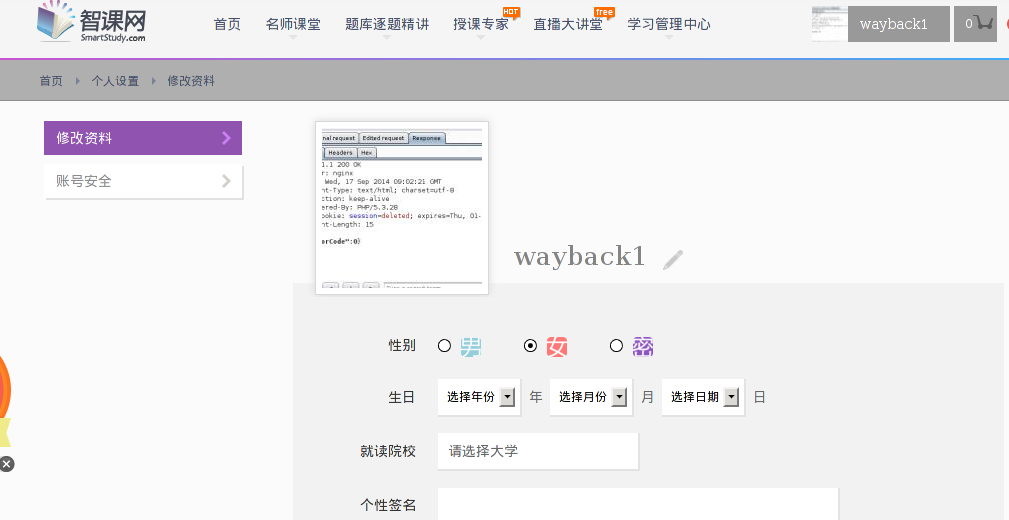 智课网
SmartStudy.com
首页 名师课堂 题库逐题精讲 授课专家 HOT 直播大讲堂 free 学习管理中心
wayback1 0
首页 个人设置 修改资料
修改资料
账号安全
nal request Edited request Response
Headers Hex
1.1 200 OK
r: nginx
Wed, 17 Sep 2014 09:02:21 GMT
nt-Type: text/html; charset=utf-8
ction: keep-alive
ered-By: PHP/5.3.28
ookie: session=deleted; expires=Thu, 01-
nt-Length: 15
orCode":0}
wayback1
性别 男 女 密
生日 选择年份 年 选择月份 月 选择日期 日
就读院校 请选择大学
个性签名